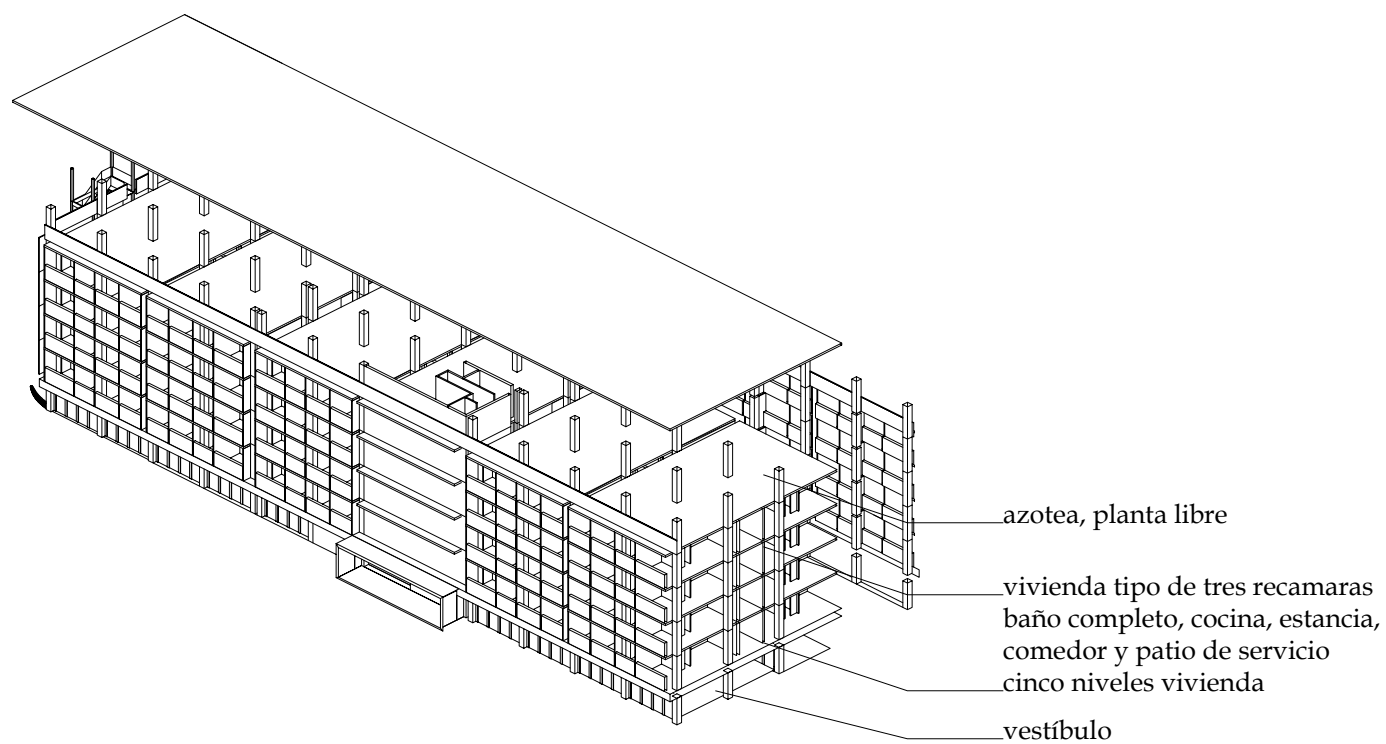 azotea, planta libre
vivienda tipo de tres recamaras
baño completo, cocina, estancia,
comedor y patio de servicio
cinco niveles vivienda
vestíbulo